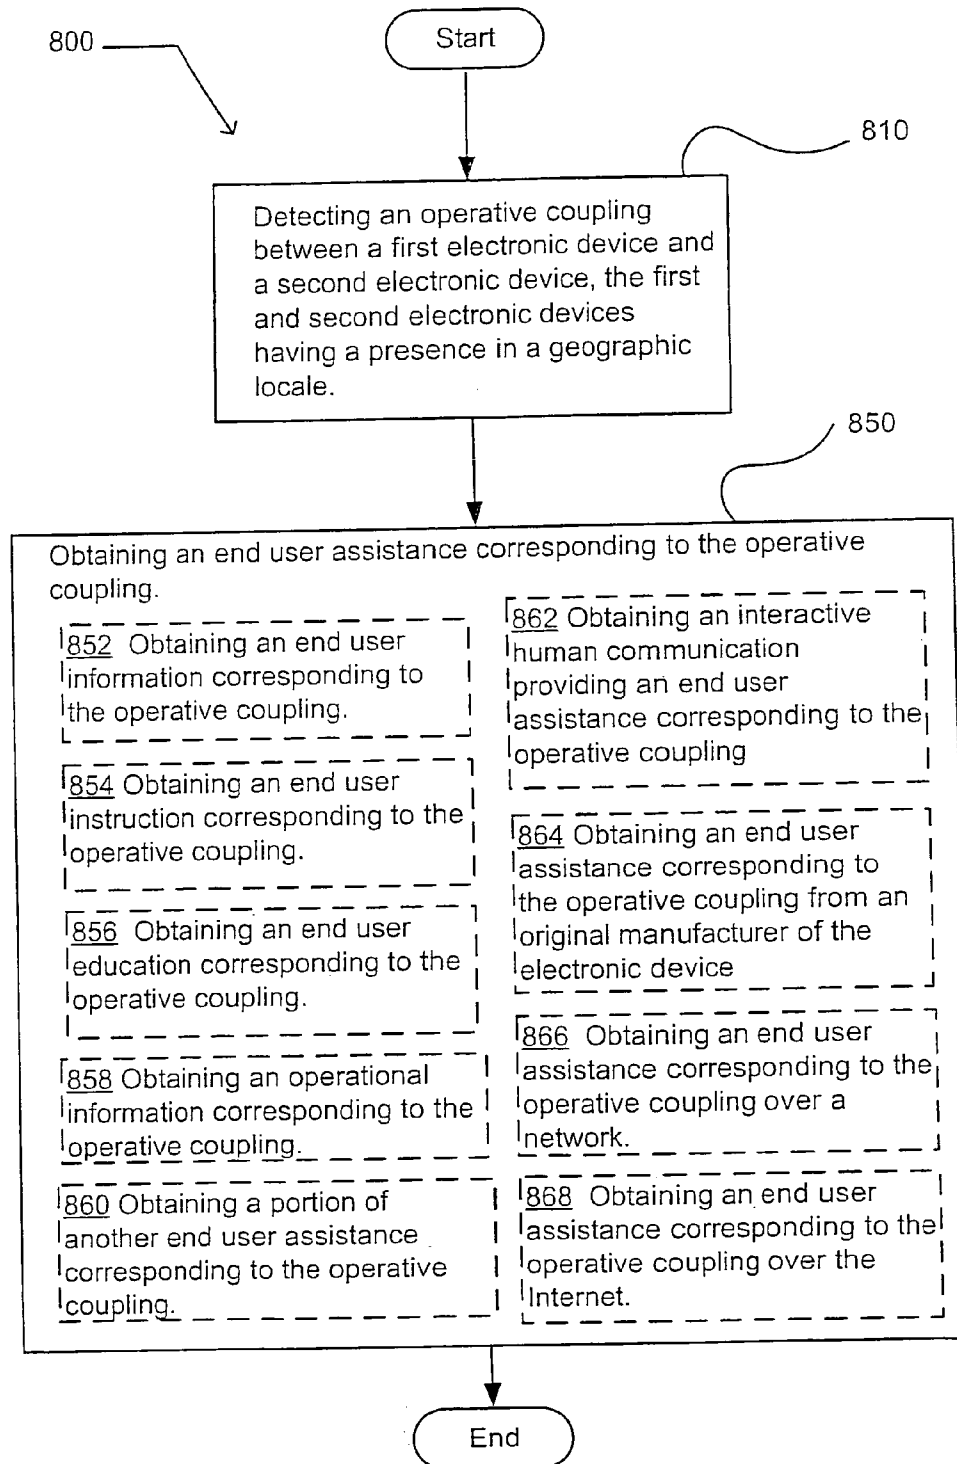 800
Start
810
Detecting an operative coupling
between a first electronic device and
a second electronic device, the first
and second electronic devices
having a presence in a geographic
locale.
850
Obtaining an end user assistance corresponding to the operative
coupling.
852 Obtaining an end user
information corresponding to
the operative coupling.
854 Obtaining an end user
instruction corresponding to the
operative coupling.
856 Obtaining an end user
education corresponding to the
operative coupling.
858 Obtaining an operational
information corresponding to the
operative coupling.
860 Obtaining a portion of
another end user assistance
corresponding to the operative
coupling.
862 Obtaining an interactive
human communication
providing an end user
assistance corresponding to the
operative coupling
864 Obtaining an end user
assistance corresponding to
the operative coupling from an
original manufacturer of the
electronic device
866 Obtaining an end user
assistance corresponding to the
operative coupling over a
network.
868 Obtaining an end user
assistance corresponding to the
operative coupling over the
Internet.
End